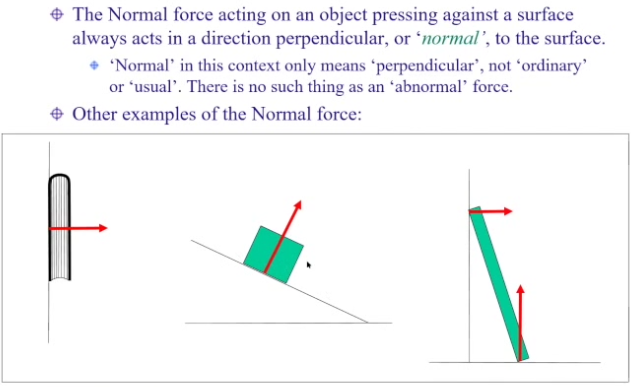 The Normal force acting on an object pressing against a surface
always acts in a direction perpendicular, or ‘normal’, to the surface.
‘Normal’ in this context only means ‘perpendicular’, not ‘ordinary’
or ‘usual’. There is no such thing as an ‘abnormal’ force.
Other examples of the Normal force: